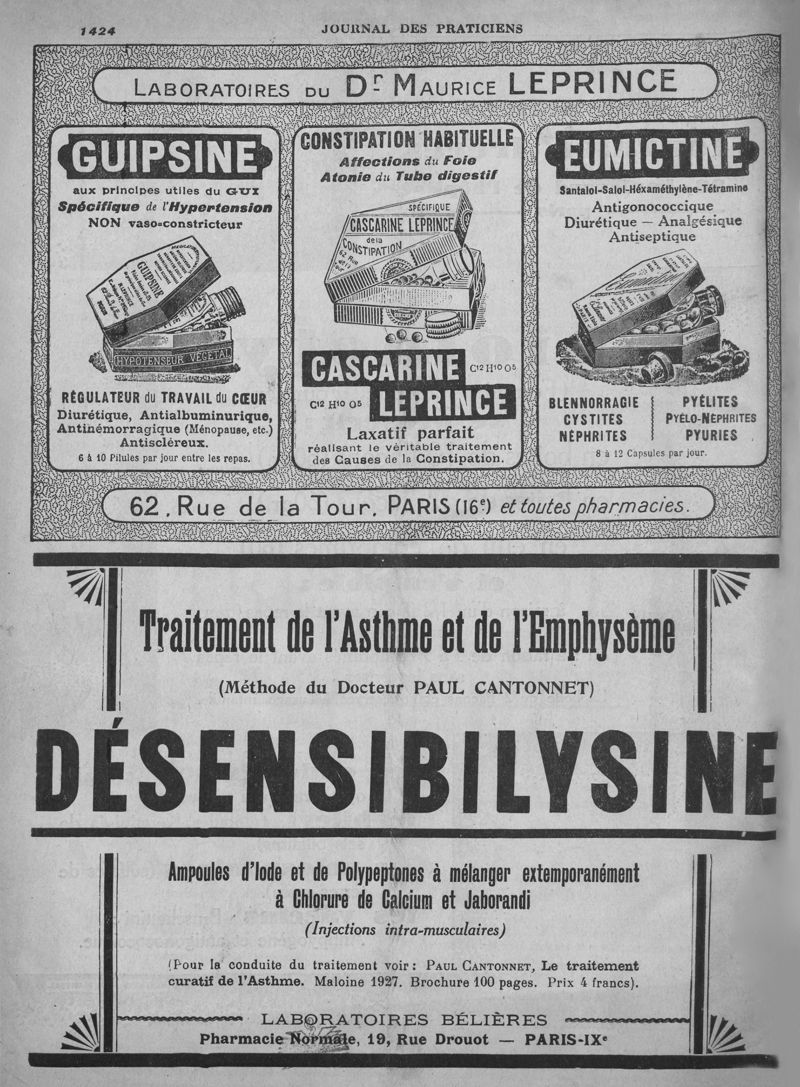 1424
JOURNAL DES PRATICIENS
LABORATOIRES DU Dr MAURICE LEPRINCE
GUIPSINE
aux principes utiles du GUI
Spécifique de l'Hypertension
NON vaso-constricteur
GUIPSINE
HYPOTENSEUR VÉGÉTAL
RÉGULATEUR du TRAVAIL du CŒUR
Diurétique, Antialbuminurique,
Antinémorragique (Ménopause, etc.)
Antiscléreux.
6 à 10 Pilules par jour entre les repas.
CONSTIPATION HABITUELLE
Affections du Foie
Atonie du Tube digestif
SPÉCIFIQUE
CASCARINE LEPRINCE
de la
CONSTIPATION
62 RUE
de la
CASCARINE C12 H10 O5
C12 H10 O5 LEPRINCE
Laxatif parfait
réalisant le véritable traitement
des Causes de la Constipation.
EUMICTINE
Santalol-Salol-Héxaméthylène-Tétramine
Antigonococcique
Diurétique — Analgésique
Antiseptique
BLENNORRAGIE
CYSTITES
NÉPHRITES
PYÉLITES
PYÉLO-NÉPHRITES
PYURIES
8 à 12 Capsules par jour.
62, Rue de la Tour, PARIS (16e) et toutes pharmacies.
Traitement de l'Asthme et de l'Emphysème
(Méthode du Docteur PAUL CANTONNET)
DÉSENSIBILYSINE
Ampoules d'Iode et de Polypeptones à mélanger extemporanément
à Chlorure de Calcium et Jaborandi
(Injections intra-musculaires)
(Pour la conduite du traitement voir : PAUL CANTONNET, Le traitement
curatif de l'Asthme. Maloine 1927. Brochure 100 pages. Prix 4 francs).
LABORATOIRES BÉLIÈRES
Pharmacie Normale, 19, Rue Drouot — PARIS-IXe